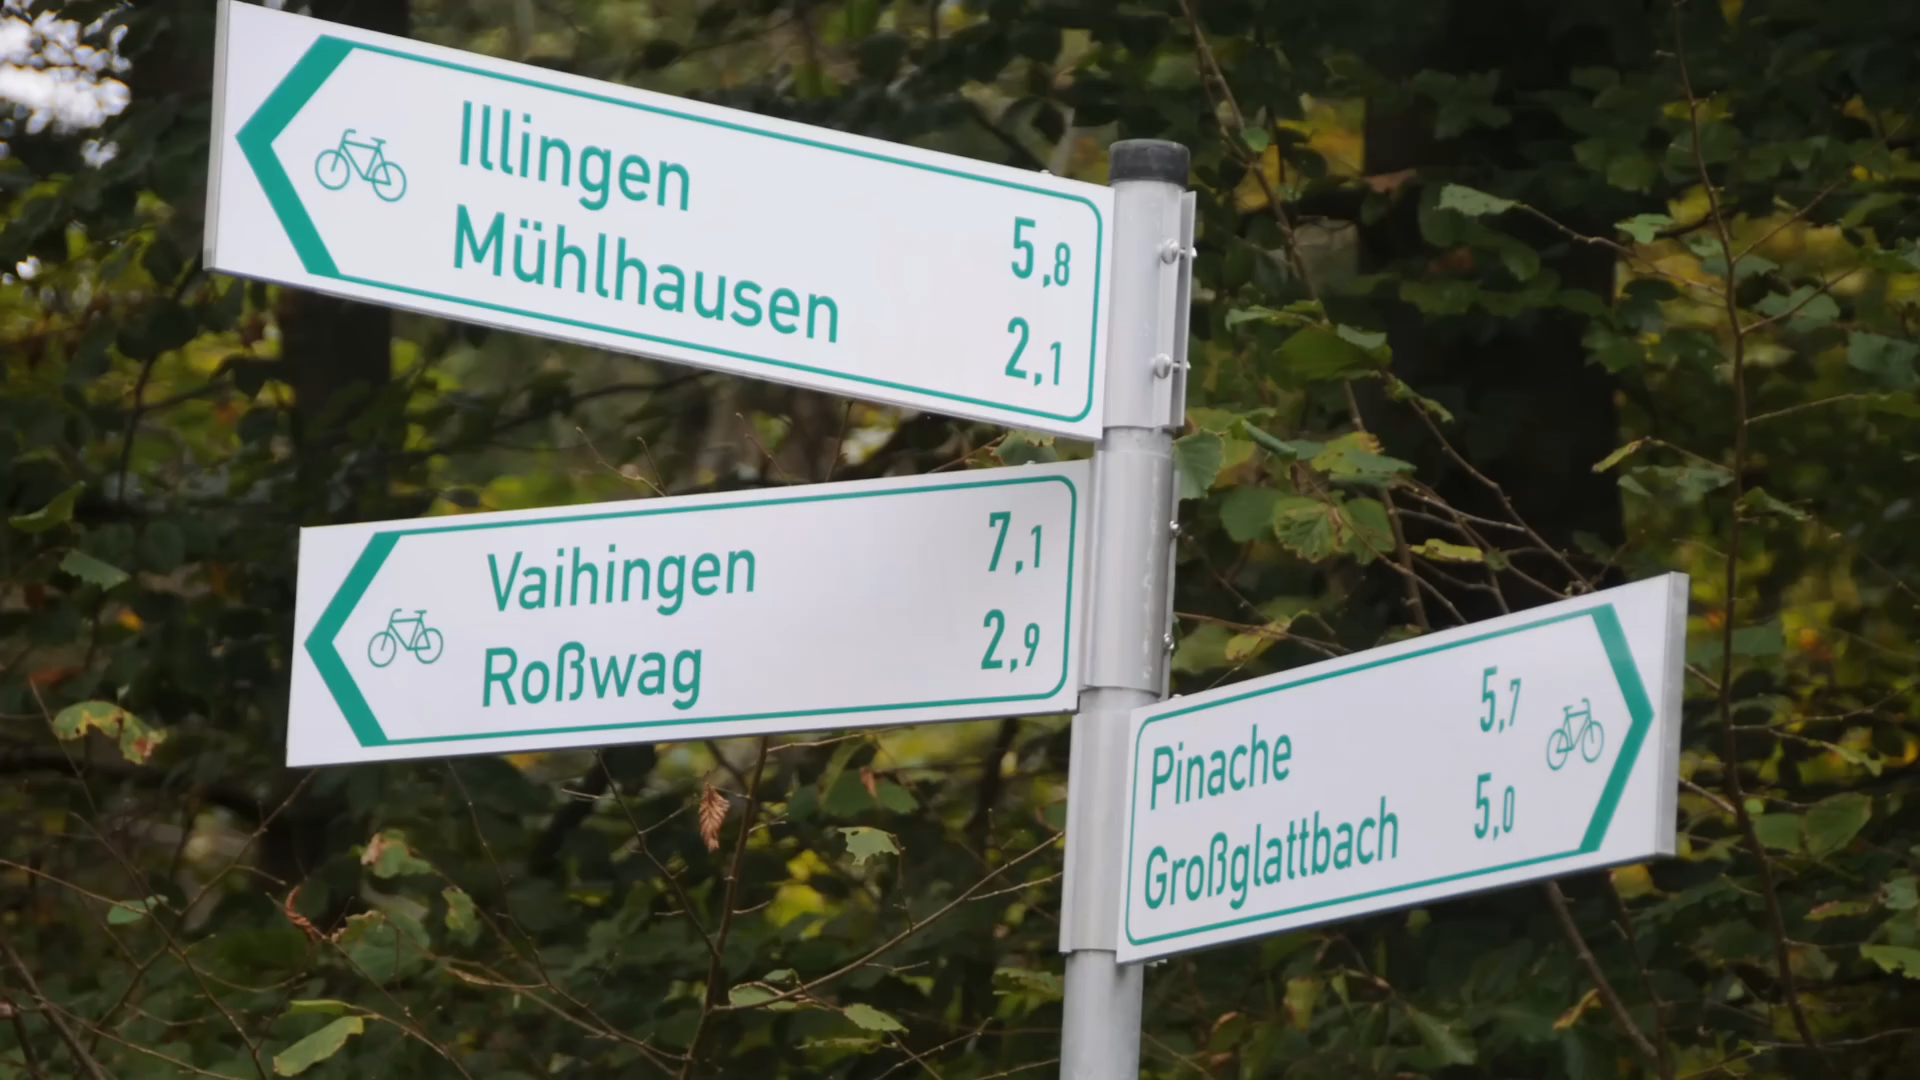 Illingen 5,8
Mühlhausen 2,1
Vaihingen 7,1
Roßwag 2,9
Pinache 5,7
Großglattbach 5,0